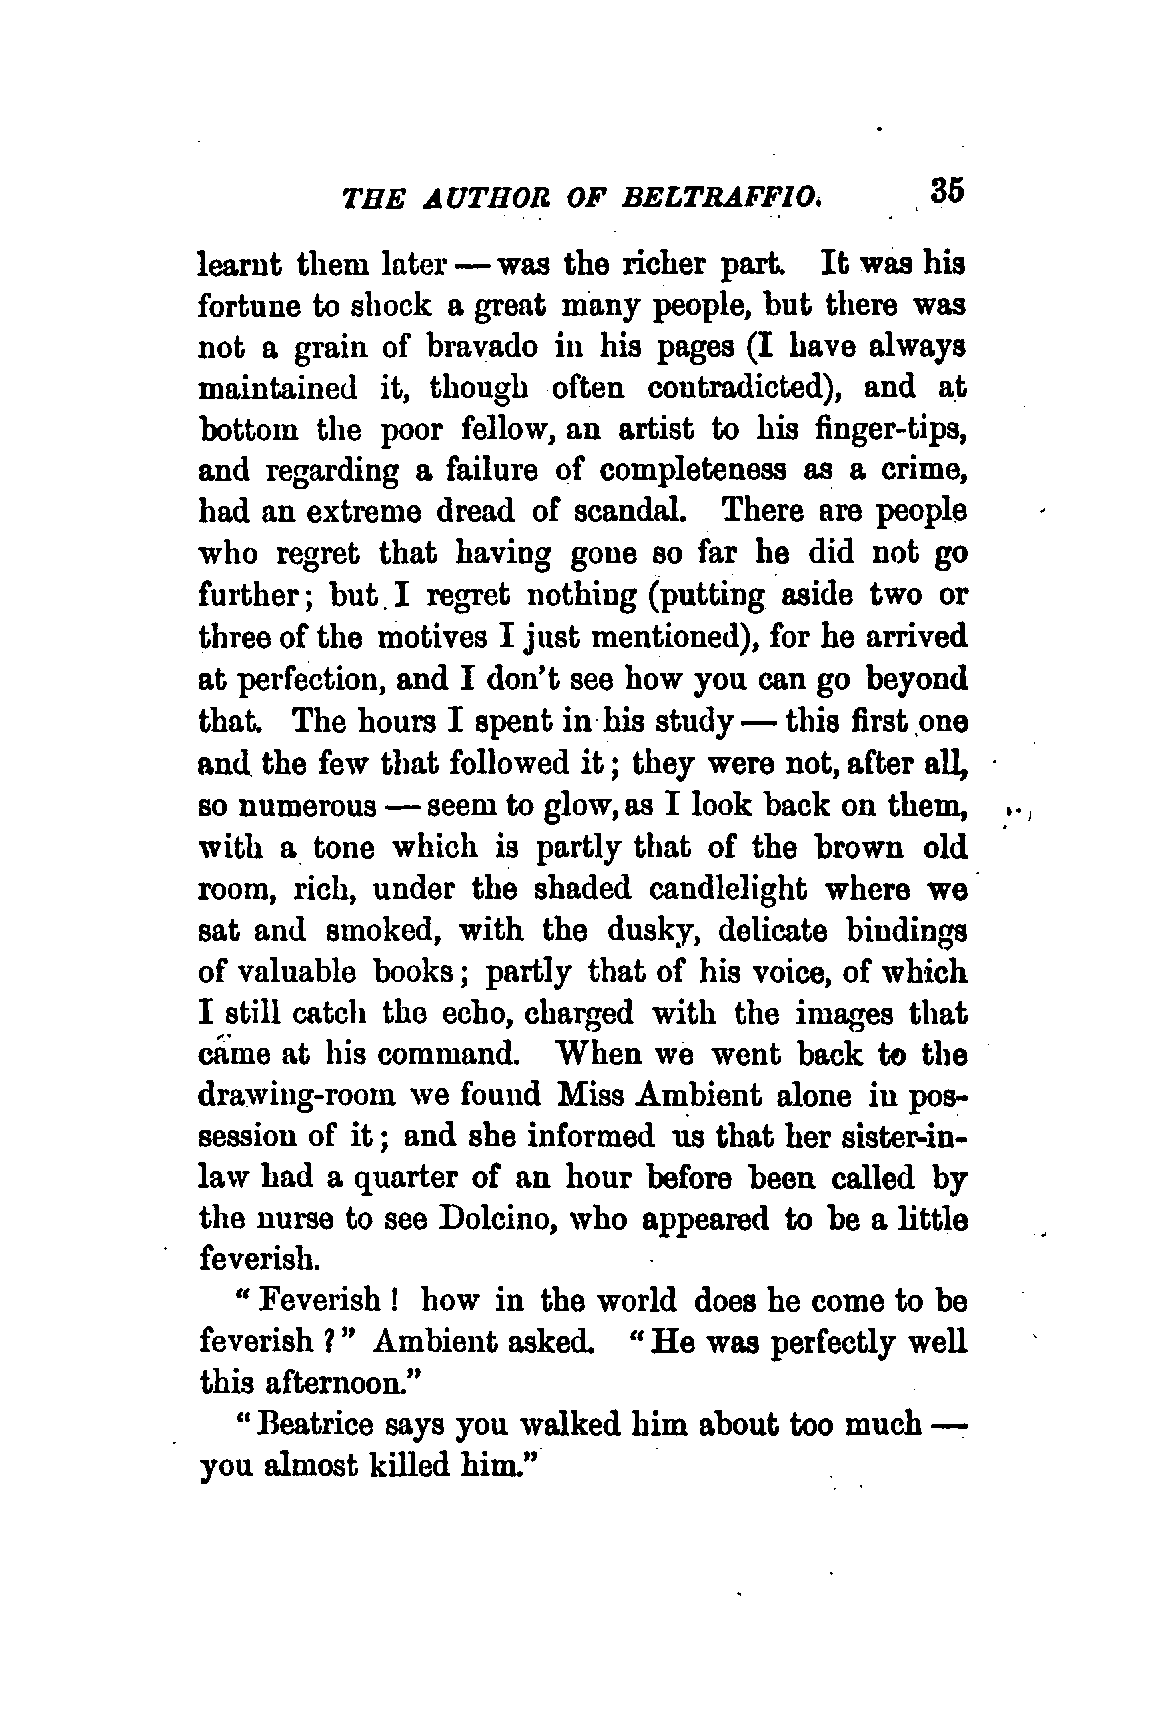 THE AUTHOR OF BELTRAFFIO. 35
learnt them later — was the richer part. It was his
fortune to shock a great many people, but there was
not a grain of bravado in his pages (I have always
maintained it, though often contradicted), and at
bottom the poor fellow, an artist to his finger-tips,
and regarding a failure of completeness as a crime,
had an extreme dread of scandal. There are people
who regret that having gone so far he did not go
further; but I regret nothing (putting aside two or
three of the motives I just mentioned), for he arrived
at perfection, and I don't see how you can go beyond
that. The hours I spent in his study — this first one
and the few that followed it; they were not, after all,
so numerous — seem to glow, as I look back on them,
with a tone which is partly that of the brown old
room, rich, under the shaded candlelight where we
sat and smoked, with the dusky, delicate bindings
of valuable books; partly that of his voice, of which
I still catch the echo, charged with the images that
came at his command. When we went back to the
drawing-room we found Miss Ambient alone in pos-
session of it; and she informed us that her sister-in-
law had a quarter of an hour before been called by
the nurse to see Dolcino, who appeared to be a little
feverish.
"Feverish! how in the world does he come to be
feverish?" Ambient asked. "He was perfectly well
this afternoon."
"Beatrice says you walked him about too much —
you almost killed him."